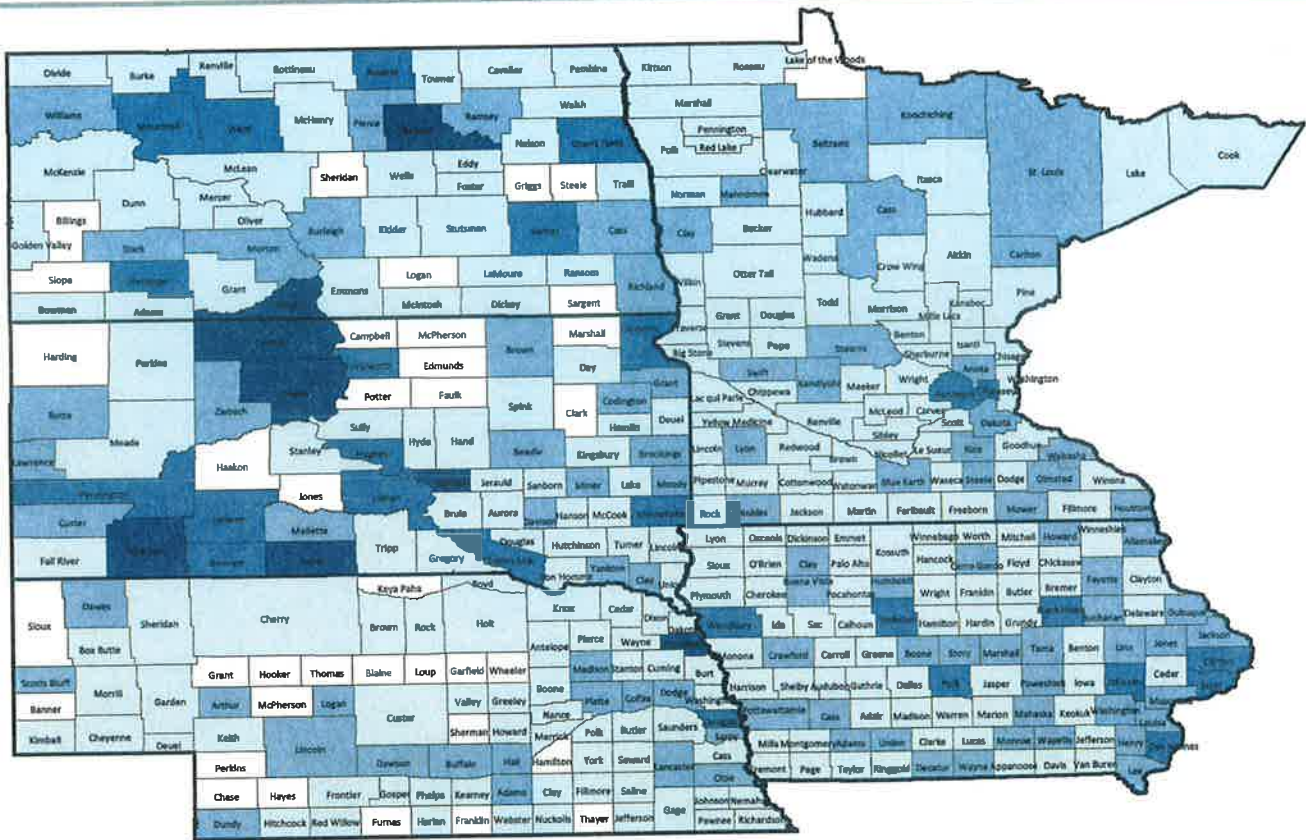 Divide Burke Renville Bottineau Towner Cavalier Pembina Kittson Roseau Lake of the Woods
Williams McHenry Pierce Ramsey Walsh Marshall Koochiching
Nelson Pennington Beltrami St. Louis Cook
Polk Red Lake
McKenzie McLean Sheridan Wells Eddy Clearwater Itasca Lake
Foster Griggs Steele Traill Norman Mahnomen
Dunn Mercer Hubbard Cass
Billings Oliver Burleigh Kidder Stutsman Barnes Cass Clay Becker
Golden Valley Stark Morton Wadena Crow Wing Aitkin Carlton
Slope Grant Logan LaMoure Ransom Richland Wilkin Otter Tail
Bowman Adams Emmons McIntosh Dickey Sargent Todd Morrison Mille Lacs Kanabec Pine
Harding Perkins Campbell McPherson Brown Marshall Grant Douglas Benton
Edmunds Day Big Stone Stevens Pope Stearns Sherburne Isanti Chisago
Potter Faulk Grant Swift Kandiyohi Meeker Wright Anoka Washington
Butte Ziebach Spink Clark Codington Lac qui Parle Chippewa
Meade Sully Hyde Hand Hamlin Deuel Yellow Medicine Renville McLeod Carver Scott Dakota
Lawrence Haakon Stanley Hughes Beadle Kingsbury Brookings Lincoln Lyon Redwood Brown Sibley Nicollet Le Sueur Rice Goodhue Wabasha
Pennington Jones Lyman Jerauld Sanborn Miner Lake Moody Pipestone Murray Cottonwood Watonwan Blue Earth Waseca Steele Dodge Olmsted Winona
Custer Mellette Brule Aurora Hanson McCook Minnehaha Rock Nobles Jackson Martin Faribault Freeborn Mower Fillmore Houston
Fall River Tripp Gregory Douglas Hutchinson Turner Lincoln Lyon Osceola Dickinson Emmet Kossuth Winnebago Worth Mitchell Howard Winneshiek Allamakee
Yankton Clay Union Sioux O'Brien Clay Palo Alto Hancock Cerro Gordo Floyd Chickasaw
Keya Paha Boyd Plymouth Cherokee Buena Vista Pocahontas Humboldt Wright Franklin Butler Bremer Fayette Clayton
Sioux Dawes Sheridan Cherry Brown Rock Holt Knox Cedar Dixon Woodbury Ida Sac Calhoun Hamilton Hardin Grundy Buchanan Delaware Dubuque
Box Butte Antelope Pierce Wayne Monona Crawford Carroll Greene Boone Story Marshall Tama Benton Linn Jones Jackson
Scotts Bluff Morrill Garden Grant Hooker Thomas Blaine Loup Garfield Wheeler Boone Madison Stanton Cuming Burt Harrison Shelby Audubon Guthrie Dallas Polk Jasper Poweshiek Iowa Johnson Cedar
Banner Arthur McPherson Logan Custer Valley Greeley Nance Platte Colfax Dodge Washington Pottawattamie Cass Adair Madison Warren Marion Mahaska Keokuk Washington Louisa
Kimball Cheyenne Deuel Keith Lincoln Sherman Howard Merrick Polk Butler Saunders Sarpy Mills Montgomery Adams Union Clarke Lucas Monroe Wapello Jefferson Henry
Perkins Dawson Buffalo Hall Hamilton York Seward Lancaster Cass Otoe Fremont Page Taylor Ringgold Decatur Wayne Appanoose Davis Van Buren Lee
Chase Hayes Frontier Gosper Phelps Kearney Adams Clay Fillmore Saline Gage Johnson Nemaha
Dundy Hitchcock Red Willow Furnas Harlan Franklin Webster Nuckolls Thayer Jefferson Pawnee Richardson